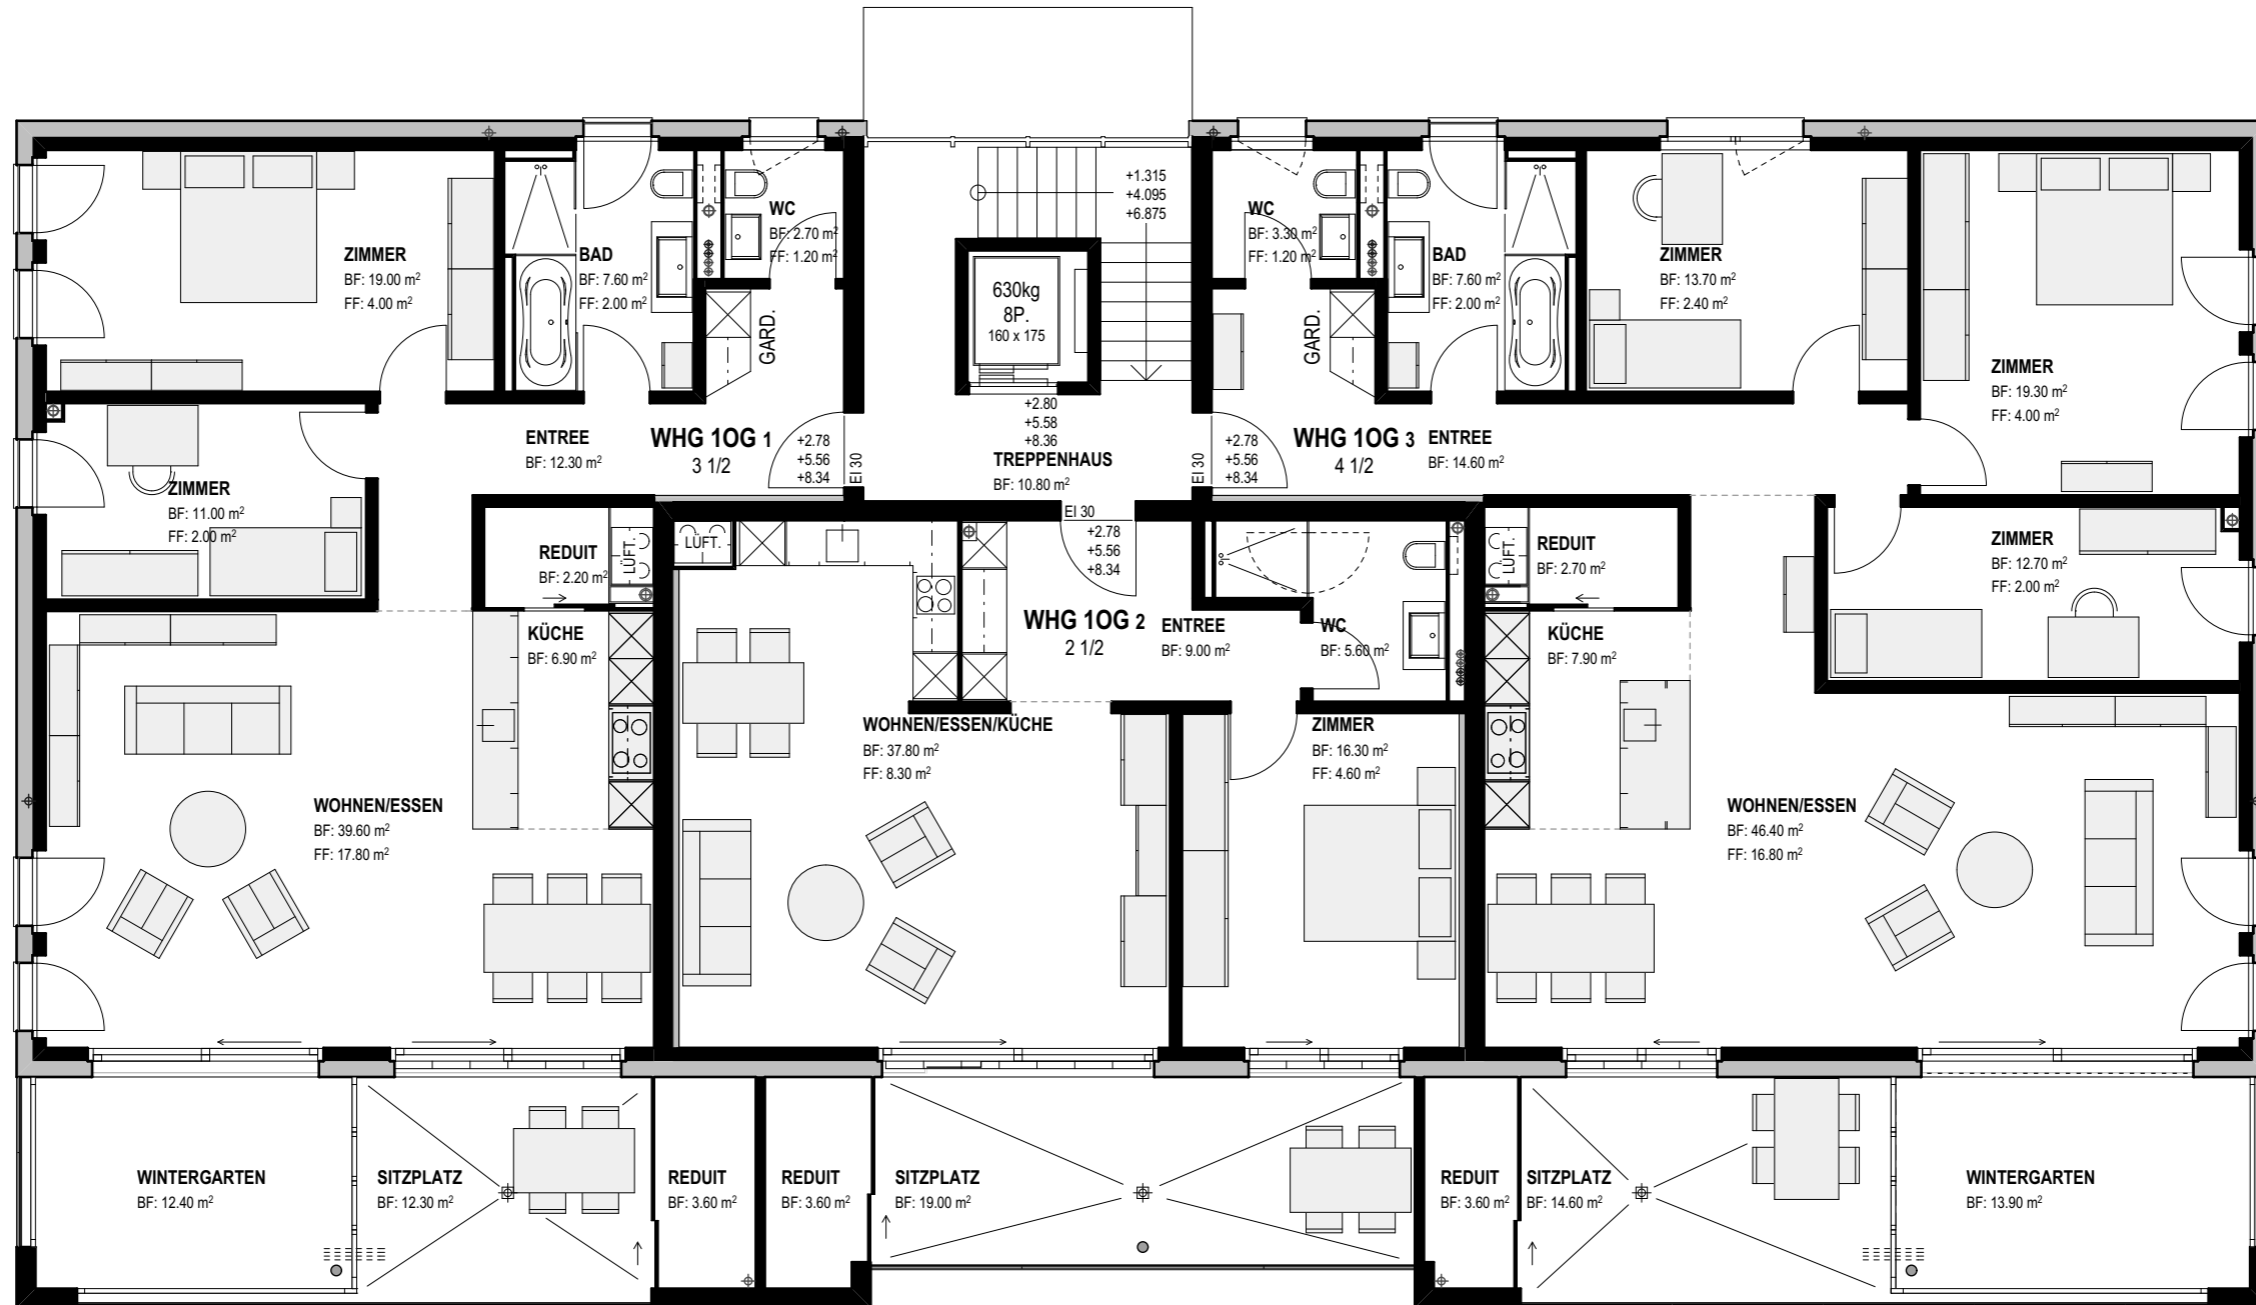 ZIMMER
BF: 19.00 m²
FF: 4.00 m²
BAD
BF: 7.60 m²
FF: 2.00 m²
WC
BF: 2.70 m²
FF: 1.20 m²
GARD.
+1.315
+4.095
+6.875
630kg
8P.
160 x 175
WC
BF: 3.30 m²
FF: 1.20 m²
GARD.
BAD
BF: 7.60 m²
FF: 2.00 m²
ZIMMER
BF: 13.70 m²
FF: 2.40 m²
ZIMMER
BF: 19.30 m²
FF: 4.00 m²
ZIMMER
BF: 11.00 m²
FF: 2.00 m²
ENTREE
BF: 12.30 m²
WHG 1OG 1
3 1/2
+2.78
+5.56
+8.34
EI 30
+2.80
+5.58
+8.36
TREPPENHAUS
BF: 10.80 m²
EI 30
+2.78
+5.56
+8.34
WHG 1OG 3
4 1/2
ENTREE
BF: 14.60 m²
REDUIT
BF: 2.20 m²
LÜFT.
LÜFT.
EI 30
+2.78
+5.56
+8.34
LÜFT.
REDUIT
BF: 2.70 m²
ZIMMER
BF: 12.70 m²
FF: 2.00 m²
KÜCHE
BF: 6.90 m²
WHG 1OG 2
2 1/2
ENTREE
BF: 9.00 m²
WC
BF: 5.60 m²
KÜCHE
BF: 7.90 m²
WOHNEN/ESSEN
BF: 39.60 m²
FF: 17.80 m²
WOHNEN/ESSEN/KÜCHE
BF: 37.80 m²
FF: 8.30 m²
ZIMMER
BF: 16.30 m²
FF: 4.60 m²
WOHNEN/ESSEN
BF: 46.40 m²
FF: 16.80 m²
WINTERGARTEN
BF: 12.40 m²
SITZPLATZ
BF: 12.30 m²
REDUIT
BF: 3.60 m²
REDUIT
BF: 3.60 m²
SITZPLATZ
BF: 19.00 m²
REDUIT
BF: 3.60 m²
SITZPLATZ
BF: 14.60 m²
WINTERGARTEN
BF: 13.90 m²